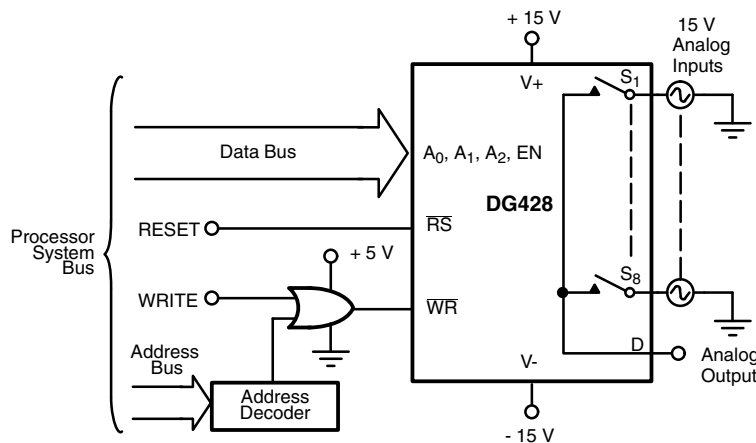 + 15 V
15 V
Analog
Inputs
V+
S1
Data Bus
A0, A1, A2, EN
DG428
Processor
System
Bus
RESET
RS
+ 5 V
WRITE
WR
S8
Address
Bus
D
V-
Analog
Output
Address
Decoder
- 15 V